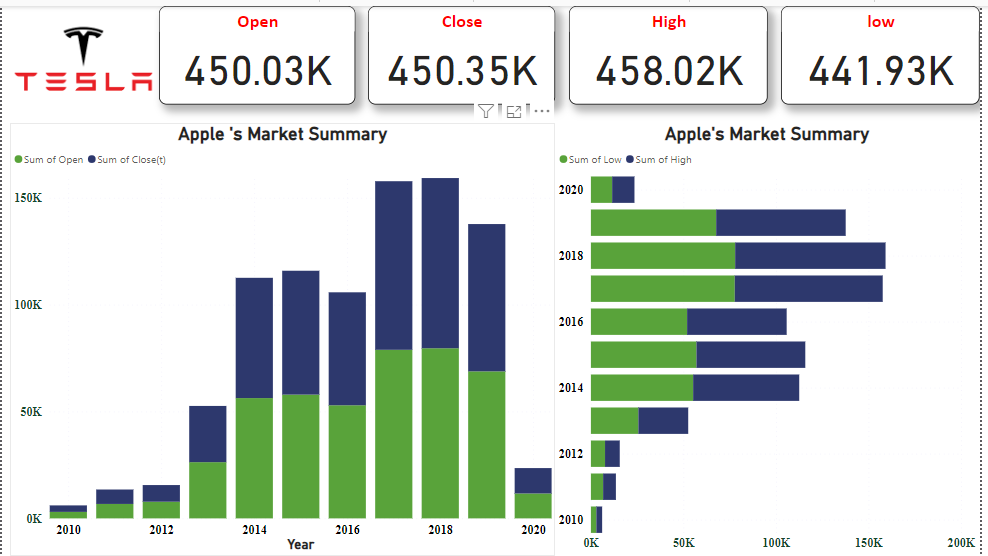 TESLA
Open
450.03K
Close
450.35K
High
458.02K
low
441.93K
Apple 's Market Summary
Sum of Open Sum of Close(t)
150K
100K
50K
0K
2010 2012 2014 2016 2018 2020
Year
Apple's Market Summary
Sum of Low Sum of High
2020
2018
2016
2014
2012
2010
0K 50K 100K 150K 200K